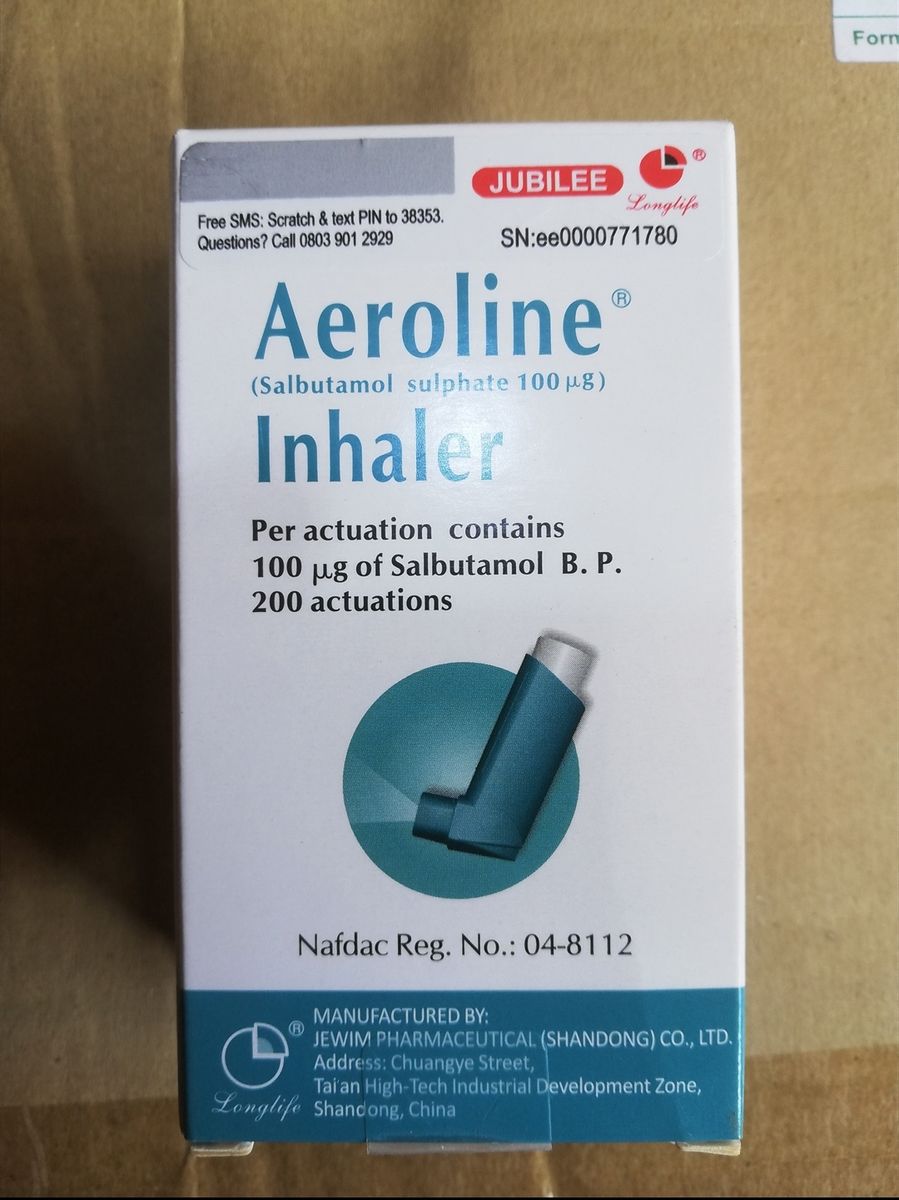 Form
JUBILEE
®
Longlife
Free SMS: Scratch & text PIN to 38353.
Questions? Call 0803 901 2929
SN:ee0000771780
Aeroline®
(Salbutamol sulphate 100 µg)
Inhaler
Per actuation contains
100 µg of Salbutamol B. P.
200 actuations
Nafdac Reg. No.: 04-8112
MANUFACTURED BY:
JEWIM PHARMACEUTICAL (SHANDONG) CO., LTD.
Address: Chuangye Street,
Tai'an High-Tech Industrial Development Zone,
Shandong, China
®
Longlife